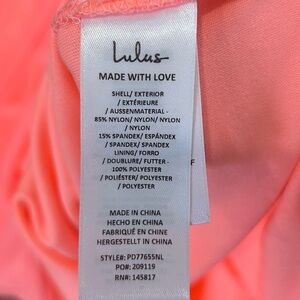 Lulus
MADE WITH LOVE
SHELL/ EXTERIOR
/ EXTÉRIEURE
/ AUSSENMATERIAL -
85% NYLON/ NYLON/ NYLON
/ NYLON
15% SPANDEX/ ESPÁNDEX
/ SPANDEX/ SPANDEX
LINING/ FORRO
/ DOUBLURE/ FUTTER -
100% POLYESTER
/ POLIÉSTER/ POLYESTER
/ POLYESTER
MADE IN CHINA
HECHO EN CHINA
FABRIQUÉ EN CHINE
HERGESTELLT IN CHINA
STYLE#: PD77655NL
PO#: 209119
RN#: 145817
F